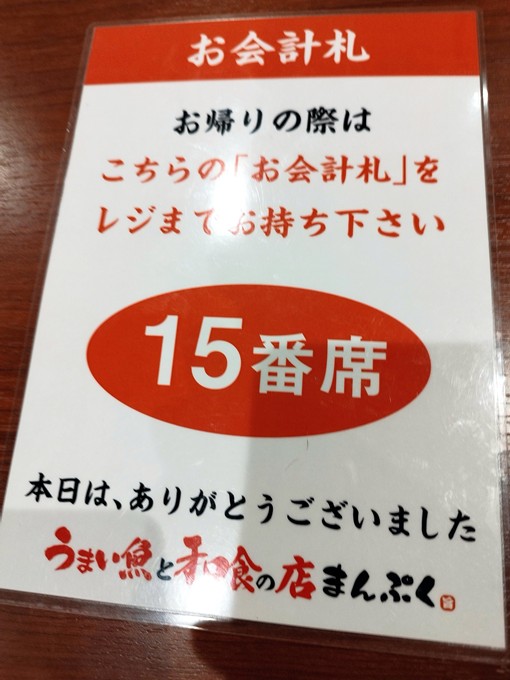 お会計札
お帰りの際は
こちらの「お会計札」を
レジまでお持ち下さい
15番席
本日は、ありがとうございました
うまい魚と和食の店まんぷく
旨